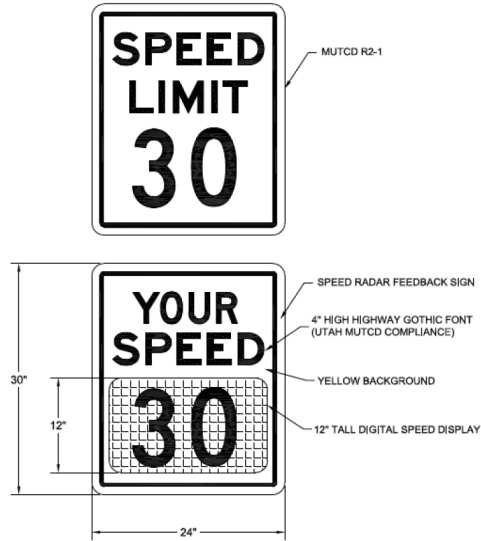 SPEED
LIMIT
30
MUTCD R2-1
YOUR
SPEED
30
SPEED RADAR FEEDBACK SIGN
4" HIGH HIGHWAY GOTHIC FONT
(UTAH MUTCD COMPLIANCE)
YELLOW BACKGROUND
12" TALL DIGITAL SPEED DISPLAY
30"
12"
24"